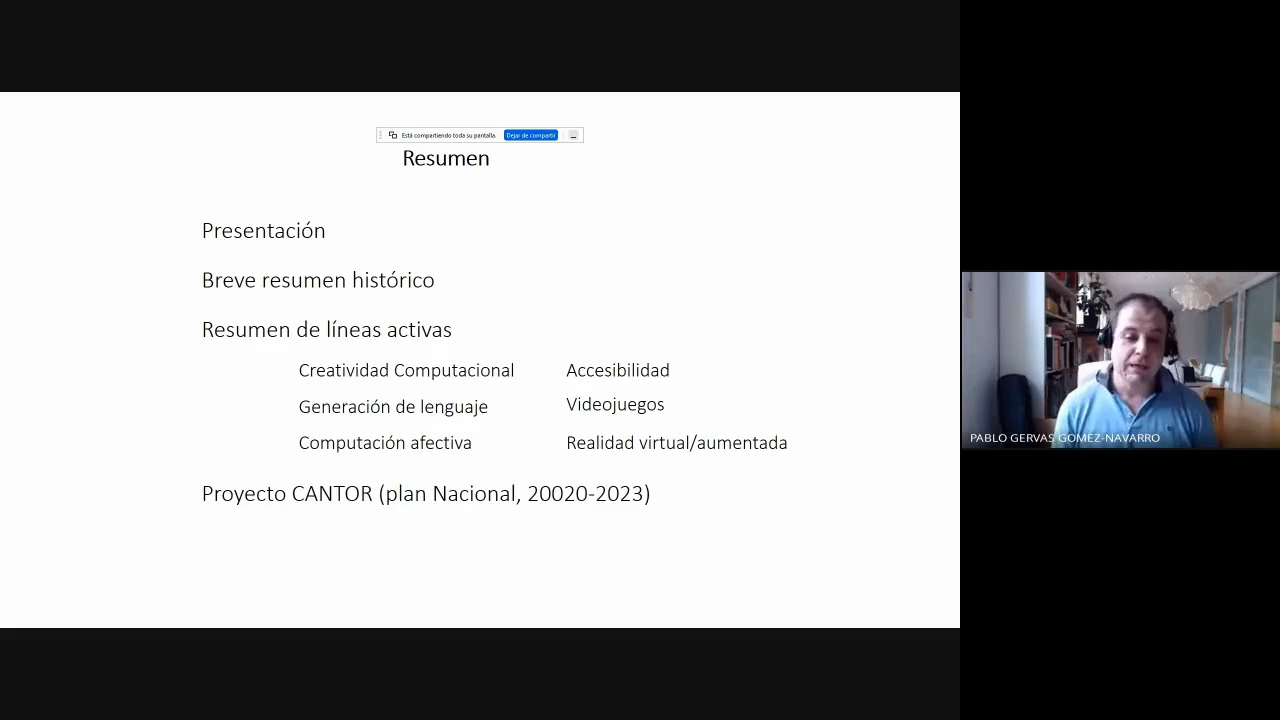 Está compartiendo toda su pantalla. Dejar de compartir
Resumen
Presentación
Breve resumen histórico
Resumen de líneas activas
Creatividad Computacional Accesibilidad
Generación de lenguaje Videojuegos
Computación afectiva Realidad virtual/aumentada
Proyecto CANTOR (plan Nacional, 20020-2023)
PABLO GERVAS GOMEZ-NAVARRO